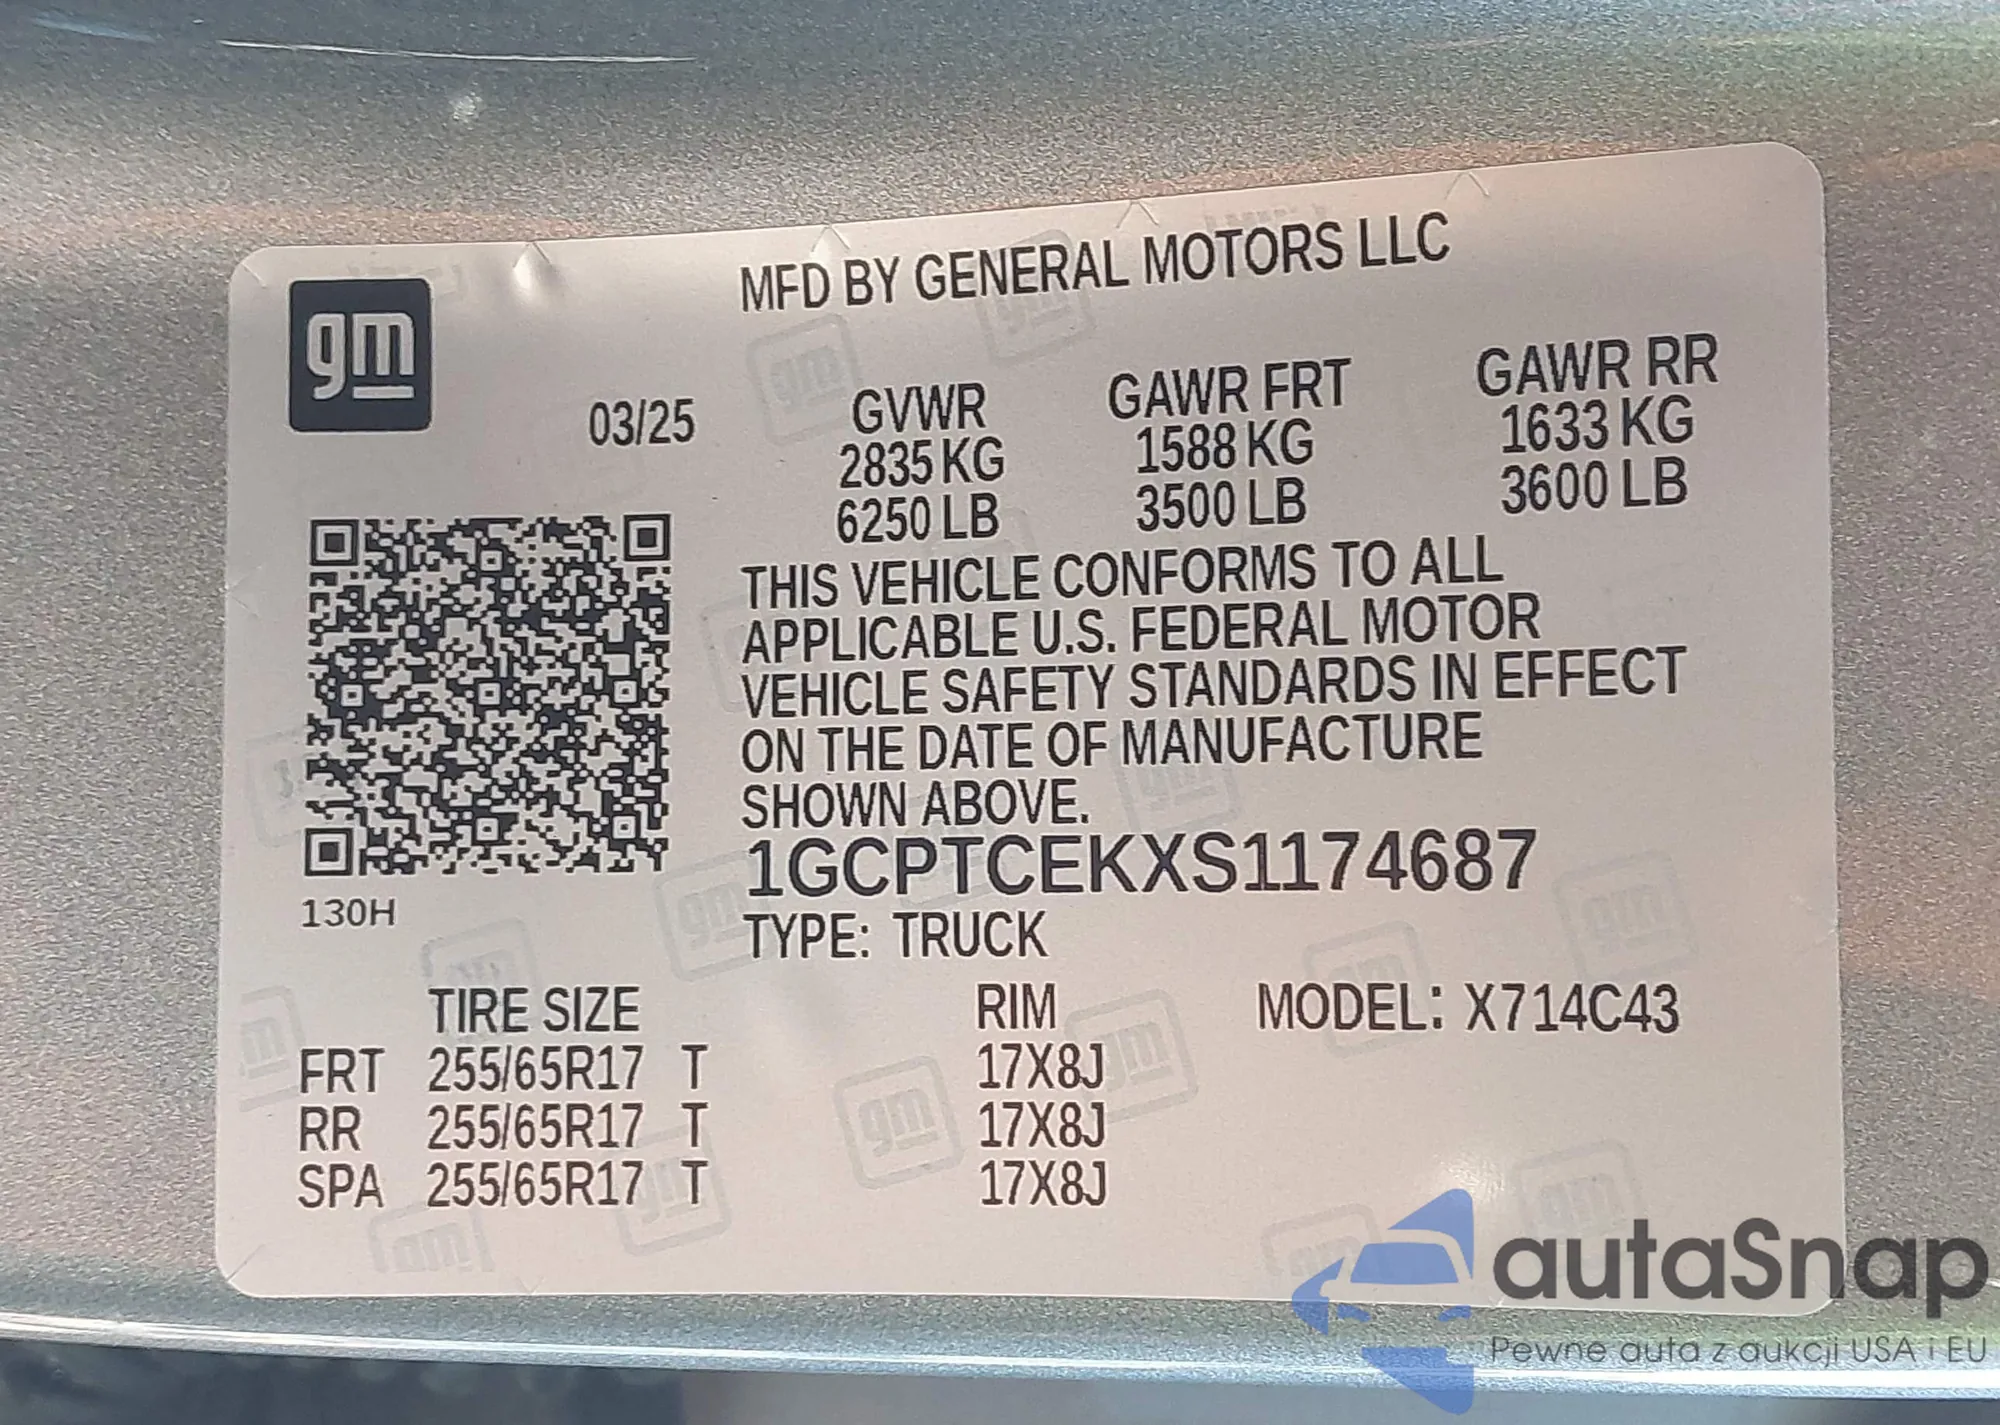 gm
MFD BY GENERAL MOTORS LLC
03/25
GVWR GAWR FRT GAWR RR
2835 KG 1588 KG 1633 KG
6250 LB 3500 LB 3600 LB
THIS VEHICLE CONFORMS TO ALL
APPLICABLE U.S. FEDERAL MOTOR
VEHICLE SAFETY STANDARDS IN EFFECT
ON THE DATE OF MANUFACTURE
SHOWN ABOVE.
1GCPTCEKXS1174687
130H
TYPE: TRUCK
TIRE SIZE RIM MODEL: X714C43
FRT 255/65R17 T 17X8J
RR 255/65R17 T 17X8J
SPA 255/65R17 T 17X8J
autaSnap
Pewne auta z aukcji USA i EU